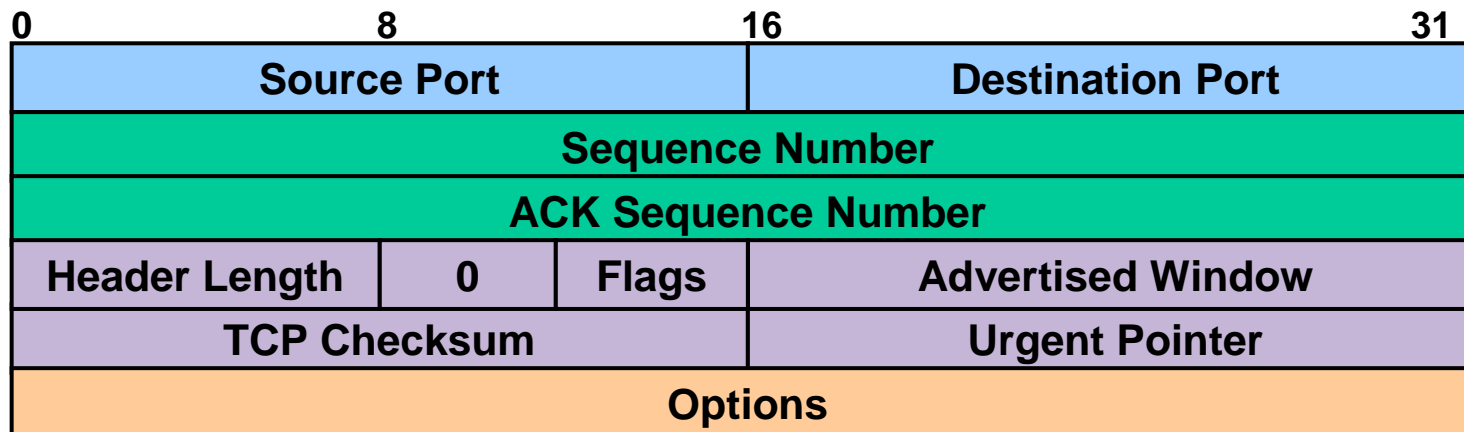 0 8 16 31
Source Port Destination Port
Sequence Number
ACK Sequence Number
Header Length 0 Flags Advertised Window
TCP Checksum Urgent Pointer
Options